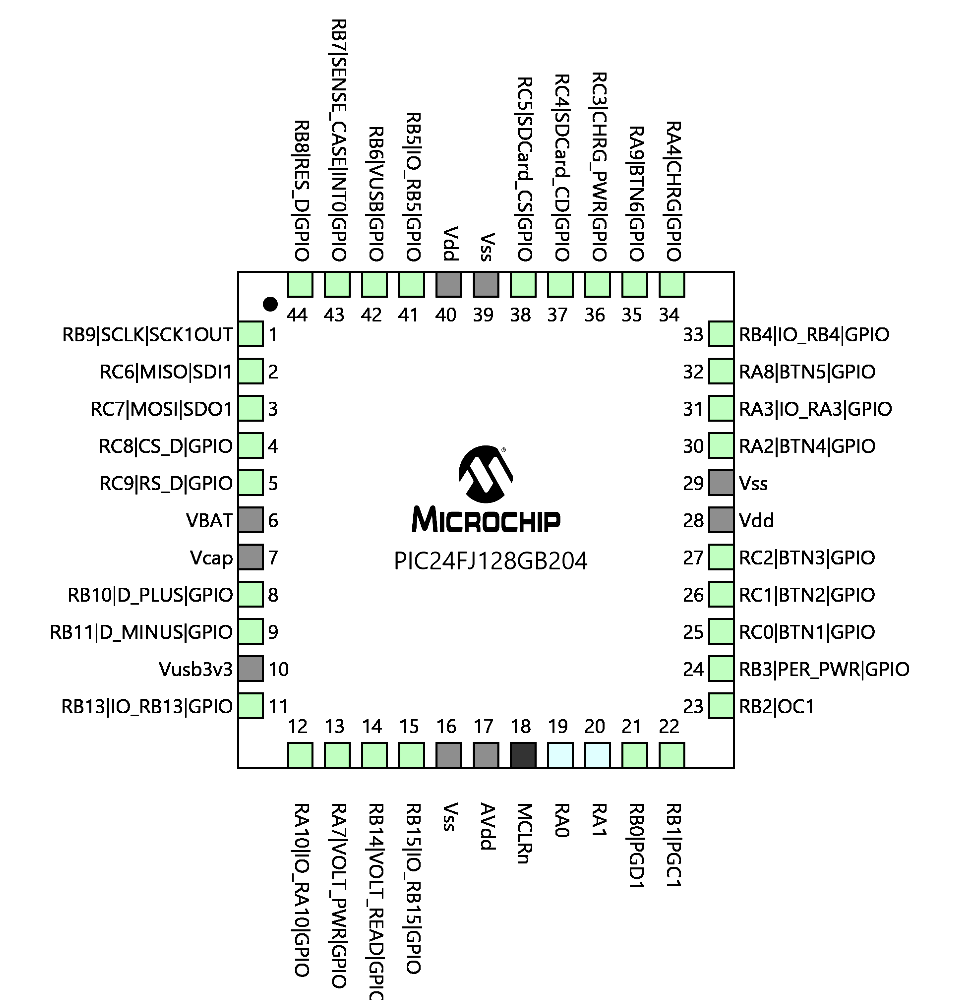 RB8|RES_D|GPIO
RB7|SENSE_CASE|INT0|GPIO
RB6|VUSB|GPIO
RB5|IO_RB5|GPIO
Vdd
Vss
RC5|SDCard_CS|GPIO
RC4|SDCard_CD|GPIO
RC3|CHRG_PWR|GPIO
RA9|BTN6|GPIO
RA4|CHRG|GPIO
44 43 42 41 40 39 38 37 36 35 34
RB9|SCLK|SCK1OUT 1
RC6|MISO|SDI1 2
RC7|MOSI|SDO1 3
RC8|CS_D|GPIO 4
RC9|RS_D|GPIO 5
VBAT 6
Vcap 7
RB10|D_PLUS|GPIO 8
RB11|D_MINUS|GPIO 9
Vusb3v3 10
RB13|IO_RB13|GPIO 11
MICROCHIP
PIC24FJ128GB204
33 RB4|IO_RB4|GPIO
32 RA8|BTN5|GPIO
31 RA3|IO_RA3|GPIO
30 RA2|BTN4|GPIO
29 Vss
28 Vdd
27 RC2|BTN3|GPIO
26 RC1|BTN2|GPIO
25 RC0|BTN1|GPIO
24 RB3|PER_PWR|GPIO
23 RB2|OC1
12 13 14 15 16 17 18 19 20 21 22
RA10|IO_RA10|GPIO
RA7|VOLT_PWR|GPIO
RB14|VOLT_READ|GPIO
RB15|IO_RB15|GPIO
Vss
AVdd
MCLRn
RA0
RA1
RB0|PGD1
RB1|PGC1